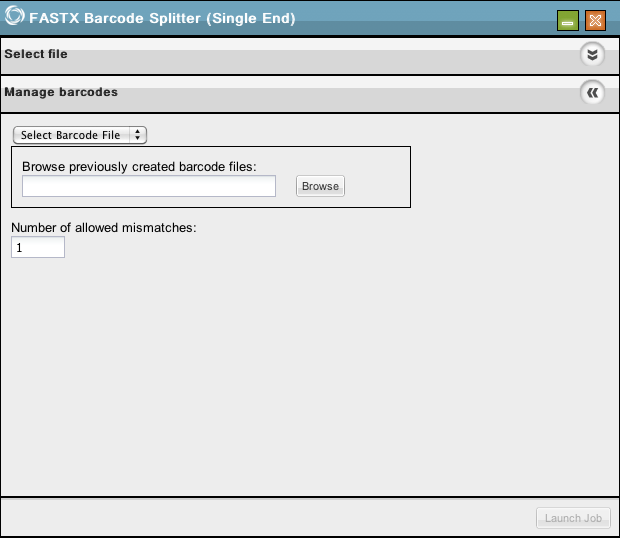 FASTX Barcode Splitter (Single End)
Select file
Manage barcodes
Select Barcode File
Browse previously created barcode files:
Browse
Number of allowed mismatches:
1
Launch Job